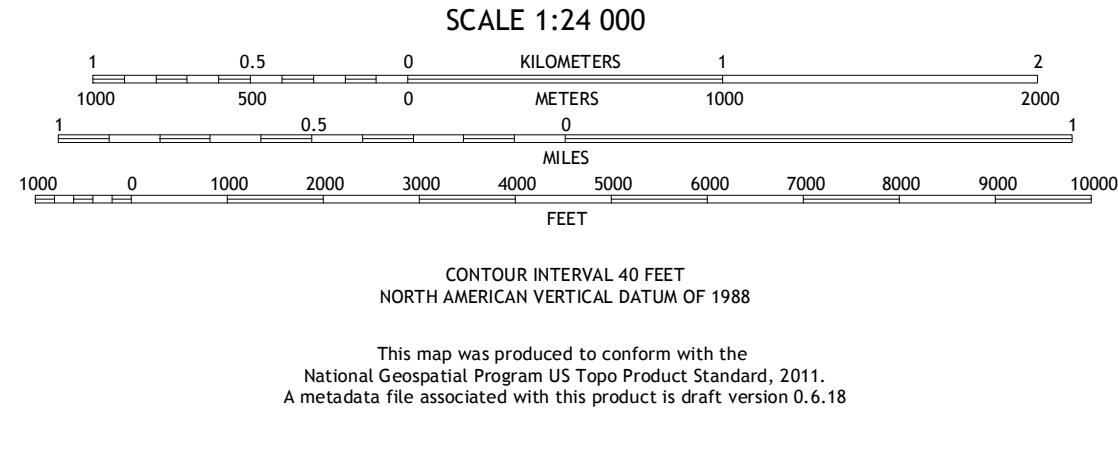 SCALE 1:24 000
1 0.5 0 KILOMETERS 1 2
1000 500 0 METERS 1000 2000
1 0.5 0 1
MILES
1000 0 1000 2000 3000 4000 5000 6000 7000 8000 9000 10000
FEET
CONTOUR INTERVAL 40 FEET
NORTH AMERICAN VERTICAL DATUM OF 1988
This map was produced to conform with the
National Geospatial Program US Topo Product Standard, 2011.
A metadata file associated with this product is draft version 0.6.18